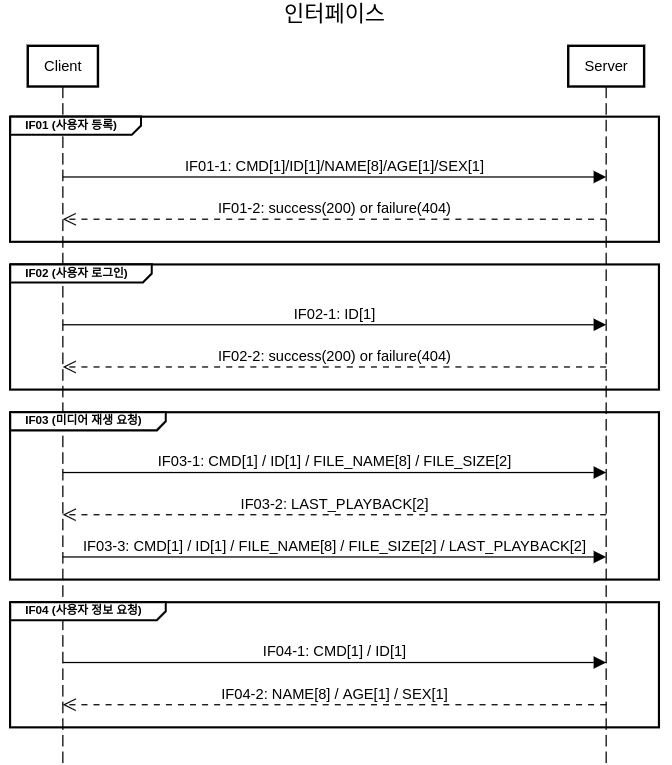 인터페이스
Client
Server
IF01 (사용자 등록)
IF01-1: CMD[1]/ID[1]/NAME[8]/AGE[1]/SEX[1]
IF01-2: success(200) or failure(404)
IF02 (사용자 로그인)
IF02-1: ID[1]
IF02-2: success(200) or failure(404)
IF03 (미디어 재생 요청)
IF03-1: CMD[1] / ID[1] / FILE_NAME[8] / FILE_SIZE[2]
IF03-2: LAST_PLAYBACK[2]
IF03-3: CMD[1] / ID[1] / FILE_NAME[8] / FILE_SIZE[2] / LAST_PLAYBACK[2]
IF04 (사용자 정보 요청)
IF04-1: CMD[1] / ID[1]
IF04-2: NAME[8] / AGE[1] / SEX[1]